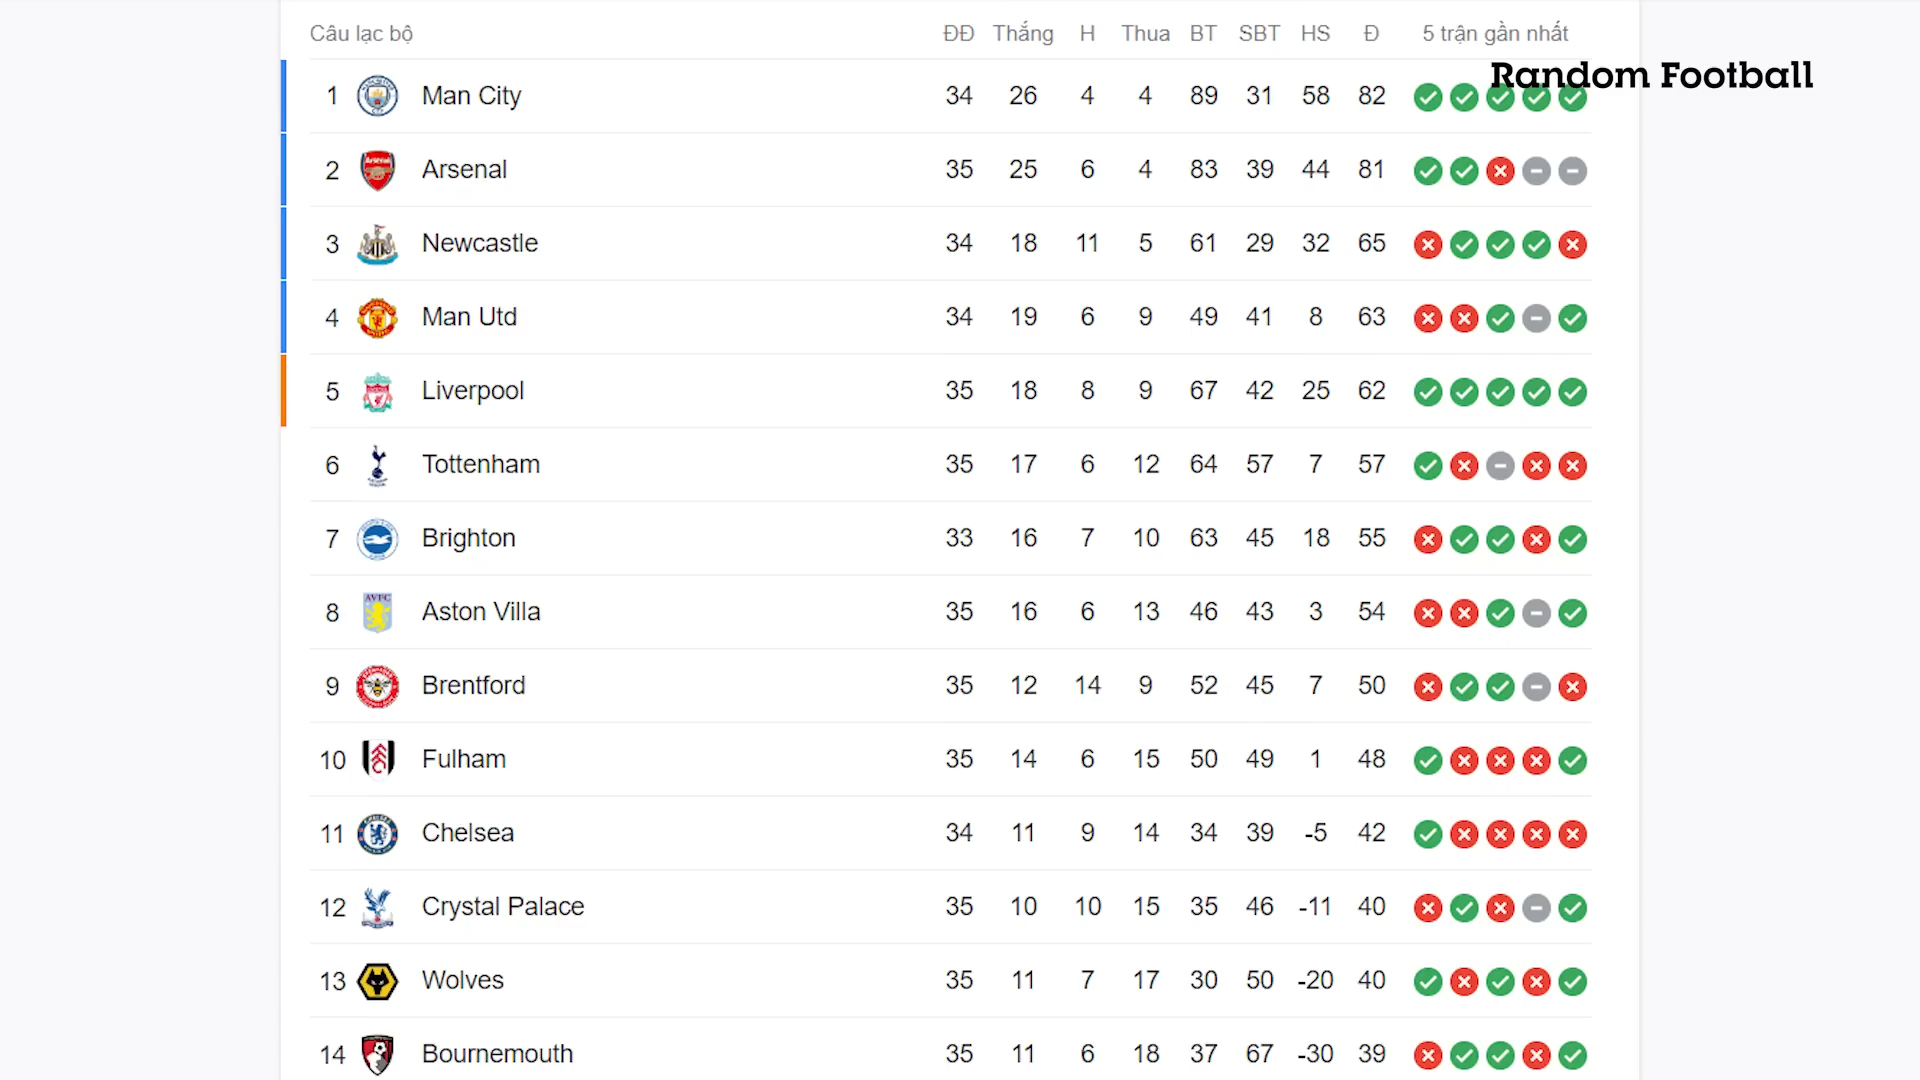 Câu lạc bộ ĐĐ Thắng H Thua BT SBT HS Đ 5 trận gần nhất
Random Football
1 Man City 34 26 4 4 89 31 58 82
2 Arsenal 35 25 6 4 83 39 44 81
3 Newcastle 34 18 11 5 61 29 32 65
4 Man Utd 34 19 6 9 49 41 8 63
5 Liverpool 35 18 8 9 67 42 25 62
6 Tottenham 35 17 6 12 64 57 7 57
7 Brighton 33 16 7 10 63 45 18 55
8 Aston Villa 35 16 6 13 46 43 3 54
9 Brentford 35 12 14 9 52 45 7 50
10 Fulham 35 14 6 15 50 49 1 48
11 Chelsea 34 11 9 14 34 39 -5 42
12 Crystal Palace 35 10 10 15 35 46 -11 40
13 Wolves 35 11 7 17 30 50 -20 40
14 Bournemouth 35 11 6 18 37 67 -30 39